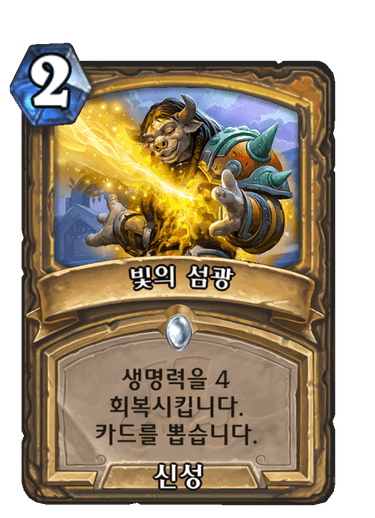 2
빛의 섬광
생명력을 4
회복시킵니다.
카드를 뽑습니다.
신성